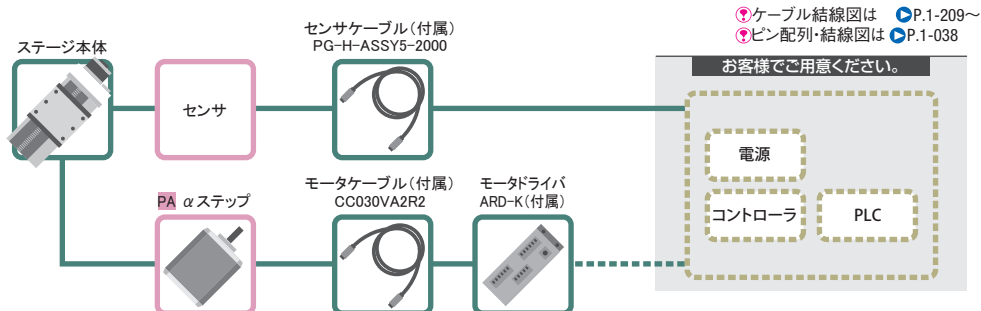 ケーブル結線図は P.1-209〜
ピン配列・結線図は P.1-038
ステージ本体
センサ
センサケーブル（付属）
PG-H-ASSY5-2000
お客様でご用意ください。
電源
コントローラ
PLC
PA αステップ
モータケーブル（付属）
CC030VA2R2
モータドライバ
ARD-K（付属）